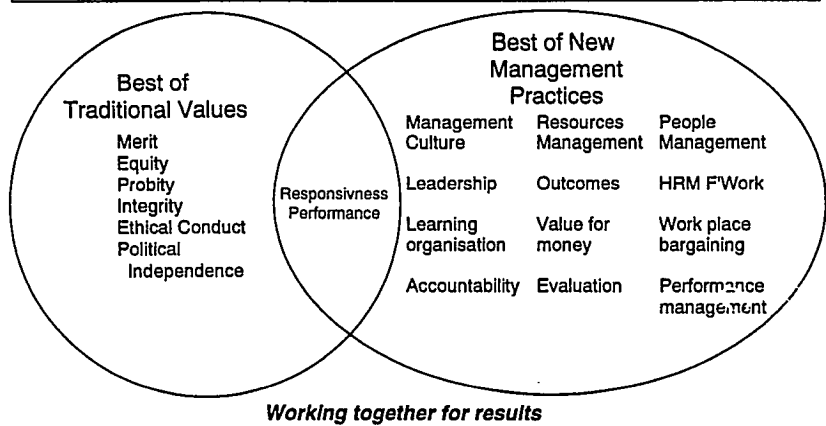 Best of
Traditional Values
Merit
Equity
Probity
Integrity
Ethical Conduct
Political
Independence
Responsivness
Performance
Best of New
Management
Practices
Management
Culture
Resources
Management
People
Management
Leadership
Outcomes
HRM F'Work
Learning
organisation
Value for
money
Work place
bargaining
Accountability
Evaluation
Performance
management
Working together for results